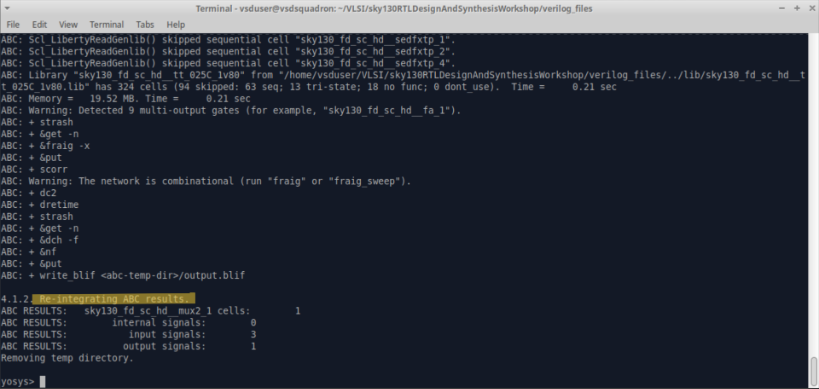 Terminal - vsduser@vsdsquadron: ~/VLSI/sky130RTLDesignAndSynthesisWorkshop/verilog_files
File Edit View Terminal Tabs Help
ABC: Scl_LibertyReadGenlib() skipped sequential cell "sky130_fd_sc_hd__sedfxtp_1".
ABC: Scl_LibertyReadGenlib() skipped sequential cell "sky130_fd_sc_hd__sedfxtp_2".
ABC: Scl_LibertyReadGenlib() skipped sequential cell "sky130_fd_sc_hd__sedfxtp_4".
ABC: Library "sky130_fd_sc_hd__tt_025C_1v80" from "/home/vsduser/VLSI/sky130RTLDesignAndSynthesisWorkshop/verilog_files/../lib/sky130_fd_sc_hd__t
t_025C_1v80.lib" has 324 cells (94 skipped: 63 seq; 13 tri-state; 18 no func; 0 dont_use).  Time =     0.21 sec
ABC: Memory =   19.52 MB. Time =     0.21 sec
ABC: Warning: Detected 9 multi-output gates (for example, "sky130_fd_sc_hd__fa_1").
ABC: + strash
ABC: + &get -n
ABC: + &fraig -x
ABC: + &put
ABC: + scorr
ABC: Warning: The network is combinational (run "fraig" or "fraig_sweep").
ABC: + dc2
ABC: + dretime
ABC: + strash
ABC: + &get -n
ABC: + &dch -f
ABC: + &nf
ABC: + &put
ABC: + write_blif <abc-temp-dir>/output.blif
4.1.2. Re-integrating ABC results.
ABC RESULTS:   sky130_fd_sc_hd__mux2_1 cells:        1
ABC RESULTS:        internal signals:        0
ABC RESULTS:           input signals:        3
ABC RESULTS:          output signals:        1
Removing temp directory.
yosys>